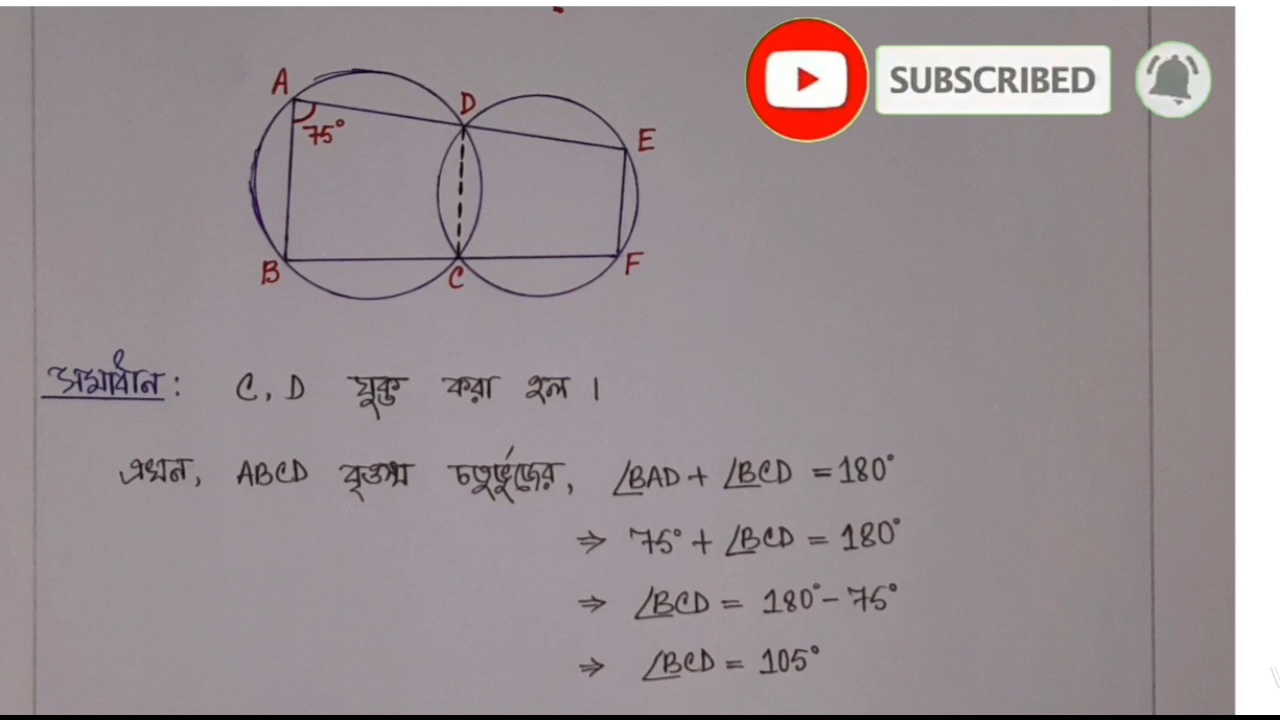 SUBSCRIBED
A
D
75°
E
B
C
F
সমাধান : C, D যুক্ত করা হল ।
এখন, ABCD বৃত্তস্থ চতুর্ভুজের, ∠BAD + ∠BCD = 180°
⇒ 75° + ∠BCD = 180°
⇒ ∠BCD = 180° - 75°
⇒ ∠BCD = 105°